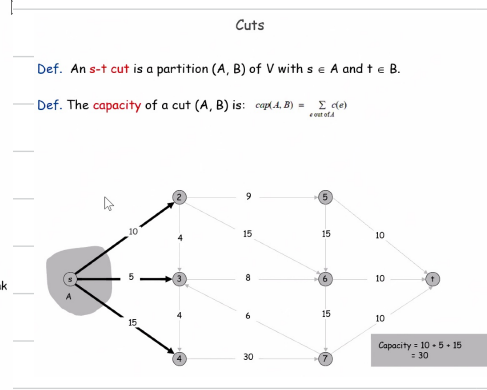 Cuts
Def. An s-t cut is a partition (A, B) of V with s ∈ A and t ∈ B.
Def. The capacity of a cut (A, B) is: cap(A, B) = Σ c(e)
e out of A
2 9 5
10 4 15 15 10
s 5 3 8 6 10 t
A
k
15 4 6 15 10
4 30 7
Capacity = 10 + 5 + 15
= 30